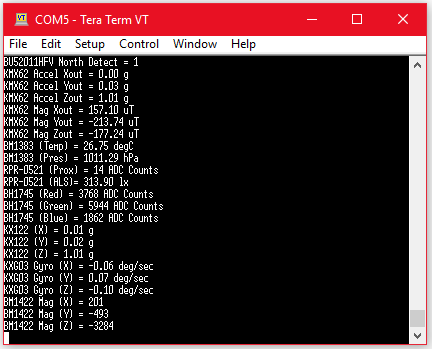 COM5 - Tera Term VT
File Edit Setup Control Window Help
BU52011HFV North Detect = 1
KMX62 Accel Xout = 0.00 g
KMX62 Accel Yout = 0.03 g
KMX62 Accel Zout = 1.01 g
KMX62 Mag Xout = 157.10 uT
KMX62 Mag Yout = -213.74 uT
KMX62 Mag Zout = -177.24 uT
BM1383 (Temp) = 26.75 degC
BM1383 (Pres) = 1011.29 hPa
RPR-0521 (Prox) = 14 ADC Counts
RPR-0521 (ALS)= 313.90 lx
BH1745 (Red) = 3768 ADC Counts
BH1745 (Green) = 5944 ADC Counts
BH1745 (Blue) = 1862 ADC Counts
KX122 (X) = 0.01 g
KX122 (Y) = 0.02 g
KX122 (Z) = 1.01 g
KXG03 Gyro (X) = -0.06 deg/sec
KXG03 Gyro (Y) = 0.07 deg/sec
KXG03 Gyro (Z) = -0.10 deg/sec
BM1422 Mag (X) = 201
BM1422 Mag (Y) = -493
BM1422 Mag (Z) = -3284